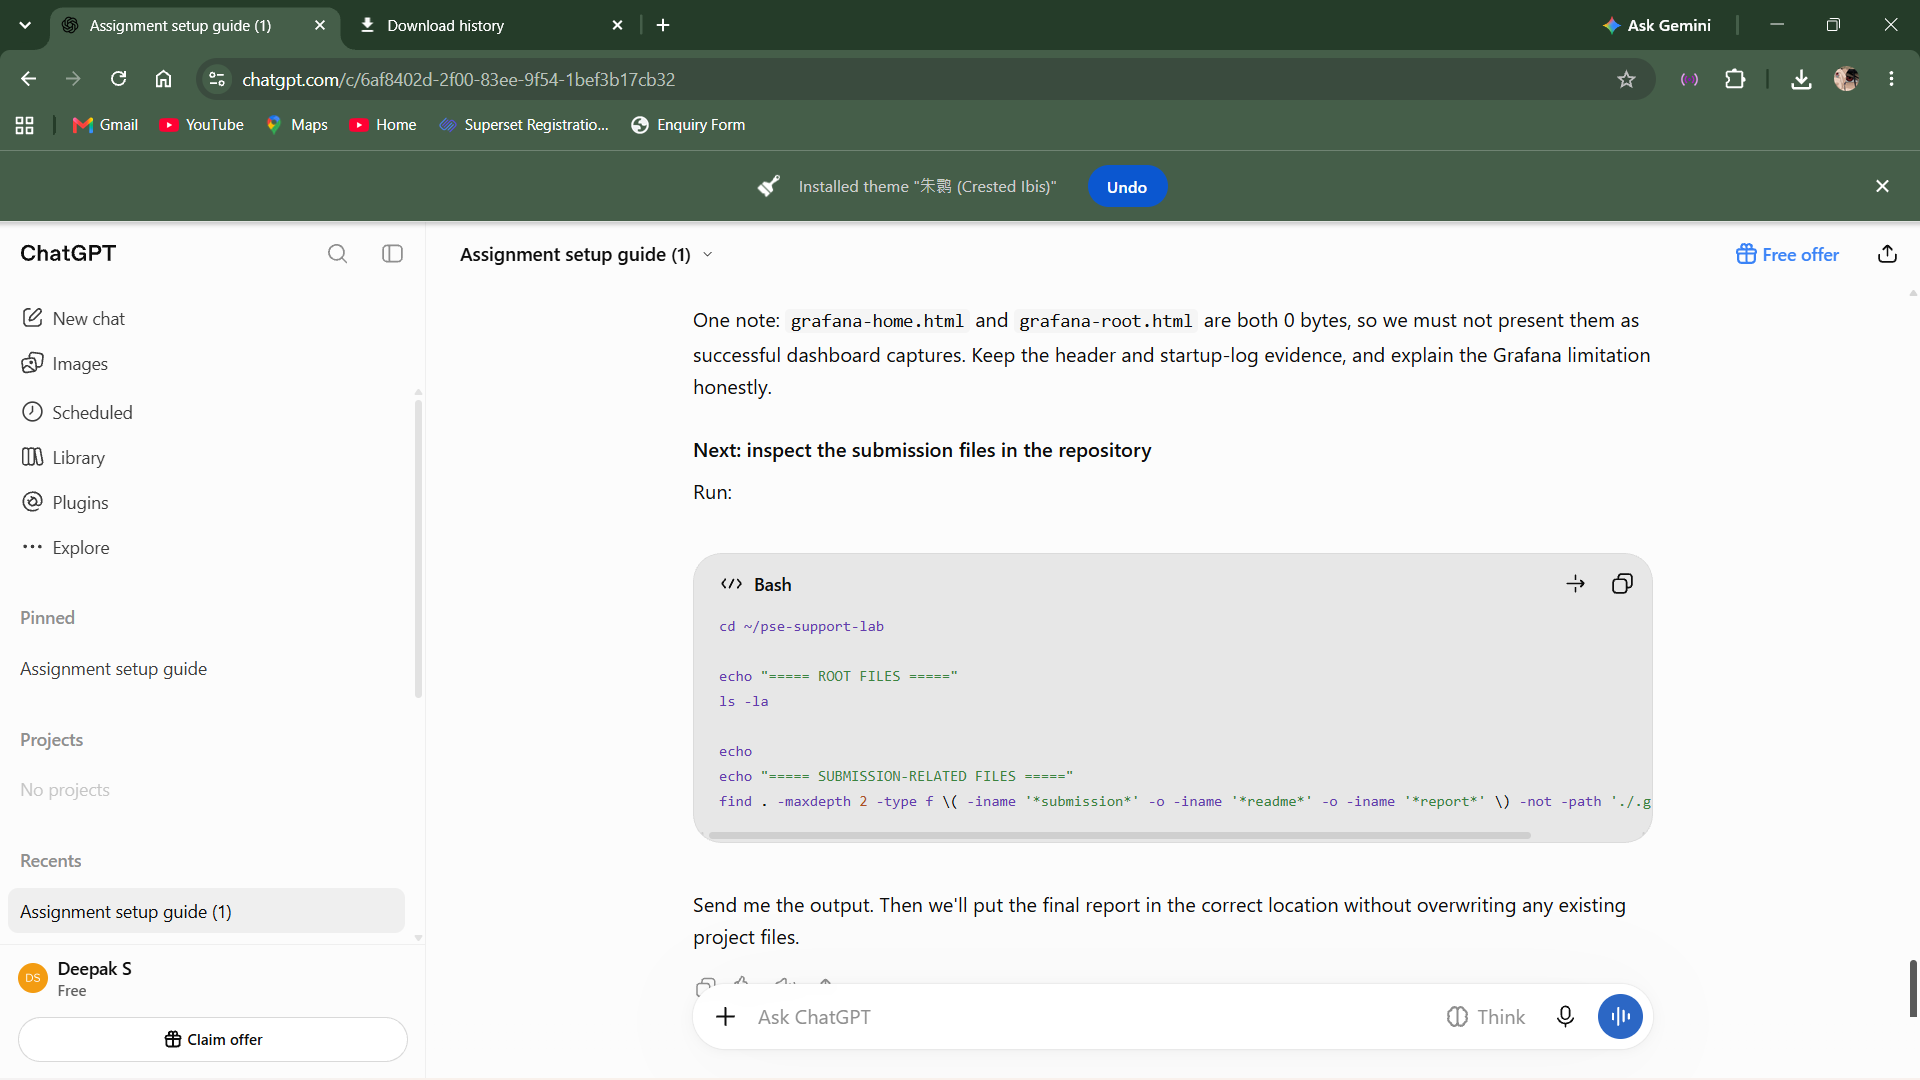 Assignment setup guide (1)
Download history
Ask Gemini
chatgpt.com/c/6af8402d-2f00-83ee-9f54-1bef3b17cb32
Gmail
YouTube
Maps
Home
Superset Registratio...
Enquiry Form
Installed theme "朱鹮 (Crested Ibis)"
Undo
ChatGPT
New chat
Images
Scheduled
Library
Plugins
Explore
Pinned
Assignment setup guide
Projects
No projects
Recents
Assignment setup guide (1)
DS
Deepak S
Free
Claim offer
Assignment setup guide (1)
Free offer
One note: grafana-home.html and grafana-root.html are both 0 bytes, so we must not present them as
successful dashboard captures. Keep the header and startup-log evidence, and explain the Grafana limitation
honestly.
Next: inspect the submission files in the repository
Run:
Bash
cd ~/pse-support-lab
echo "===== ROOT FILES ====="
ls -la
echo
echo "===== SUBMISSION-RELATED FILES ====="
find . -maxdepth 2 -type f \( -iname '*submission*' -o -iname '*readme*' -o -iname '*report*' \) -not -path './.g
Send me the output. Then we'll put the final report in the correct location without overwriting any existing
project files.
Ask ChatGPT
Think